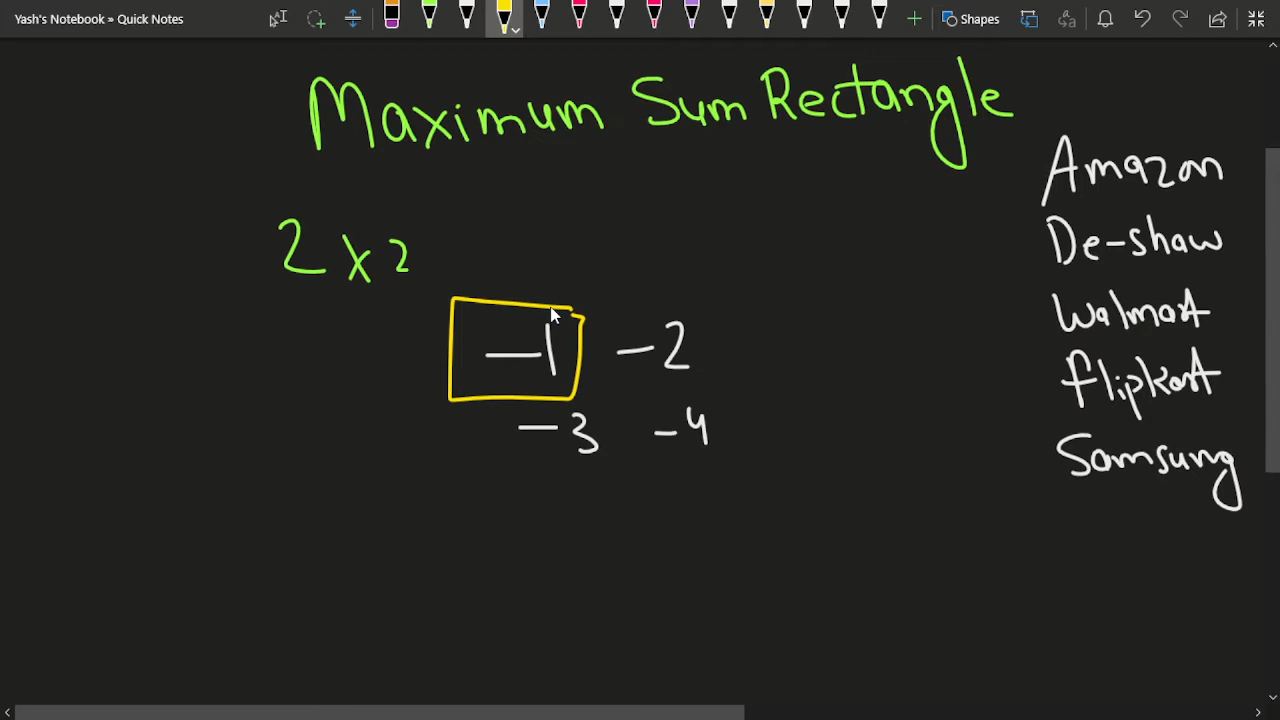 Yash's Notebook » Quick Notes
Shapes
Maximum Sum Rectangle
Amazon
De-shaw
Walmart
flipkart
Samsung
2 x 2
-1 -2
-3 -4